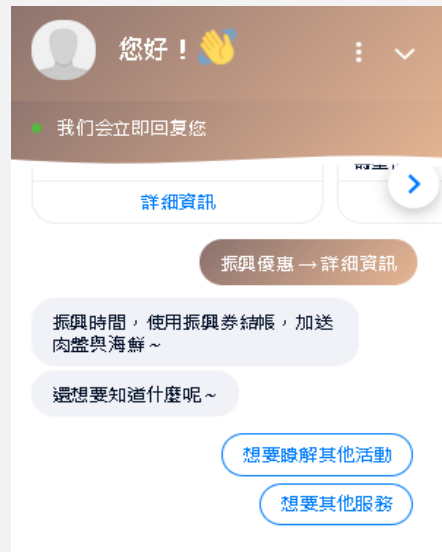 您好！👋
我们会立即回复您
詳細資訊
振興優惠→詳細資訊
振興時間，使用振興券結帳，加送
肉盤與海鮮～
還想要知道什麼呢～
想要瞭解其他活動
想要其他服務